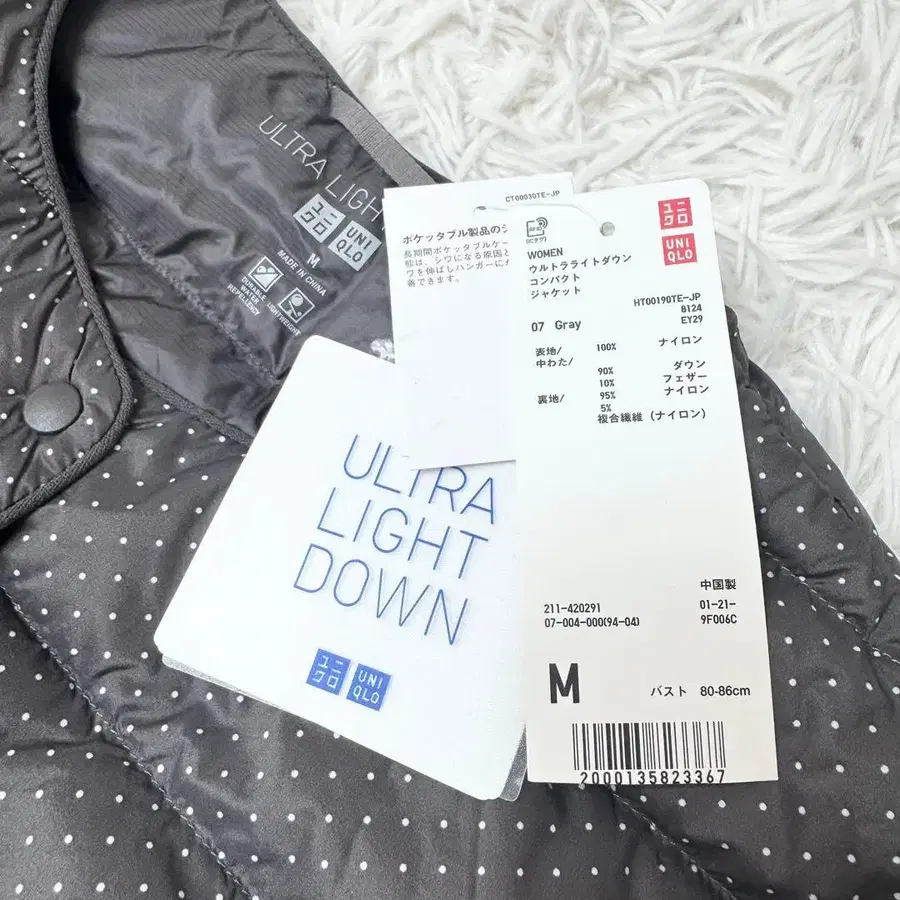 ULTRA LIGH
ユニ
クロ
UNI
QLO
M
MADE IN CHINA
DURABLE
WATER
REPELLENCY
LIGHTWEIGHT
CT00030TE-JP
ポケッタブル製品のシ
長期間ポケッタブルケー
態は、シワになる原因と
ワを伸ばしハンガーにカ
善できます。
ULTRA
LIGHT
DOWN
ユニ
クロ
UNI
QLO
RFID
WOMEN
ウルトラライトダウン
コンパクト
ジャケット
ユニ
クロ
UNI
QLO
HT00190TE-JP
8124
EY29
07 Gray
表地/ 100% ナイロン
中わた/ 90% ダウン
10% フェザー
裏地/ 95% ナイロン
5%
複合繊維(ナイロン)
中国製
211-420291 01-21-
07-004-000(94-04) 9F006C
M バスト 80-86cm
2000135823367